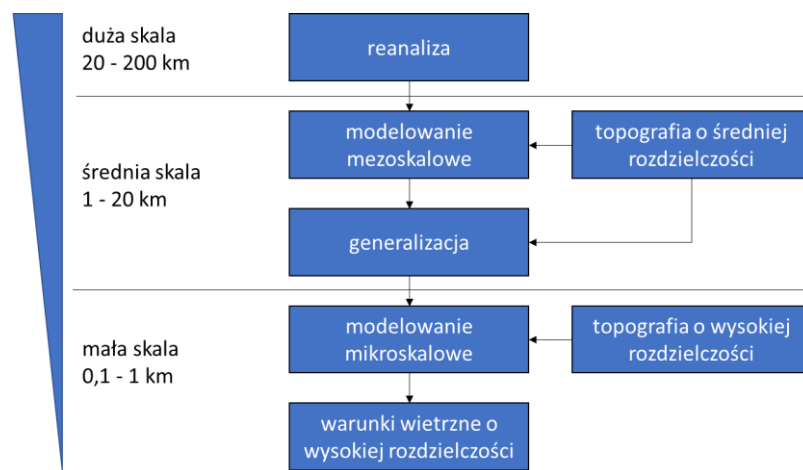 duża skala
20 - 200 km
reanaliza
średnia skala
1 - 20 km
modelowanie
mezoskalowe
topografia o średniej
rozdzielczości
generalizacja
mała skala
0,1 - 1 km
modelowanie
mikroskalowe
topografia o wysokiej
rozdzielczości
warunki wietrzne o
wysokiej rozdzielczości